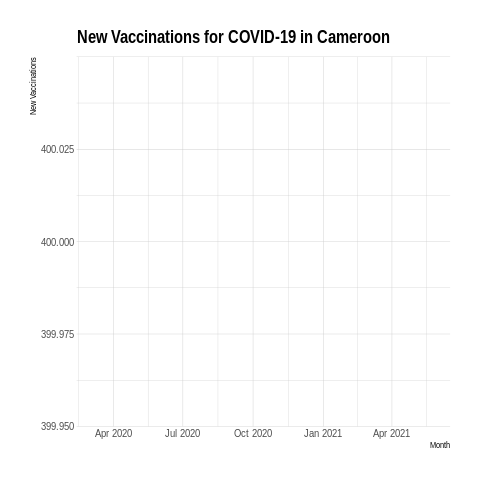 New Vaccinations for COVID-19 in Cameroon
New Vaccinations
400.025
400.000
399.975
399.950
Apr 2020 Jul 2020 Oct 2020 Jan 2021 Apr 2021
Month